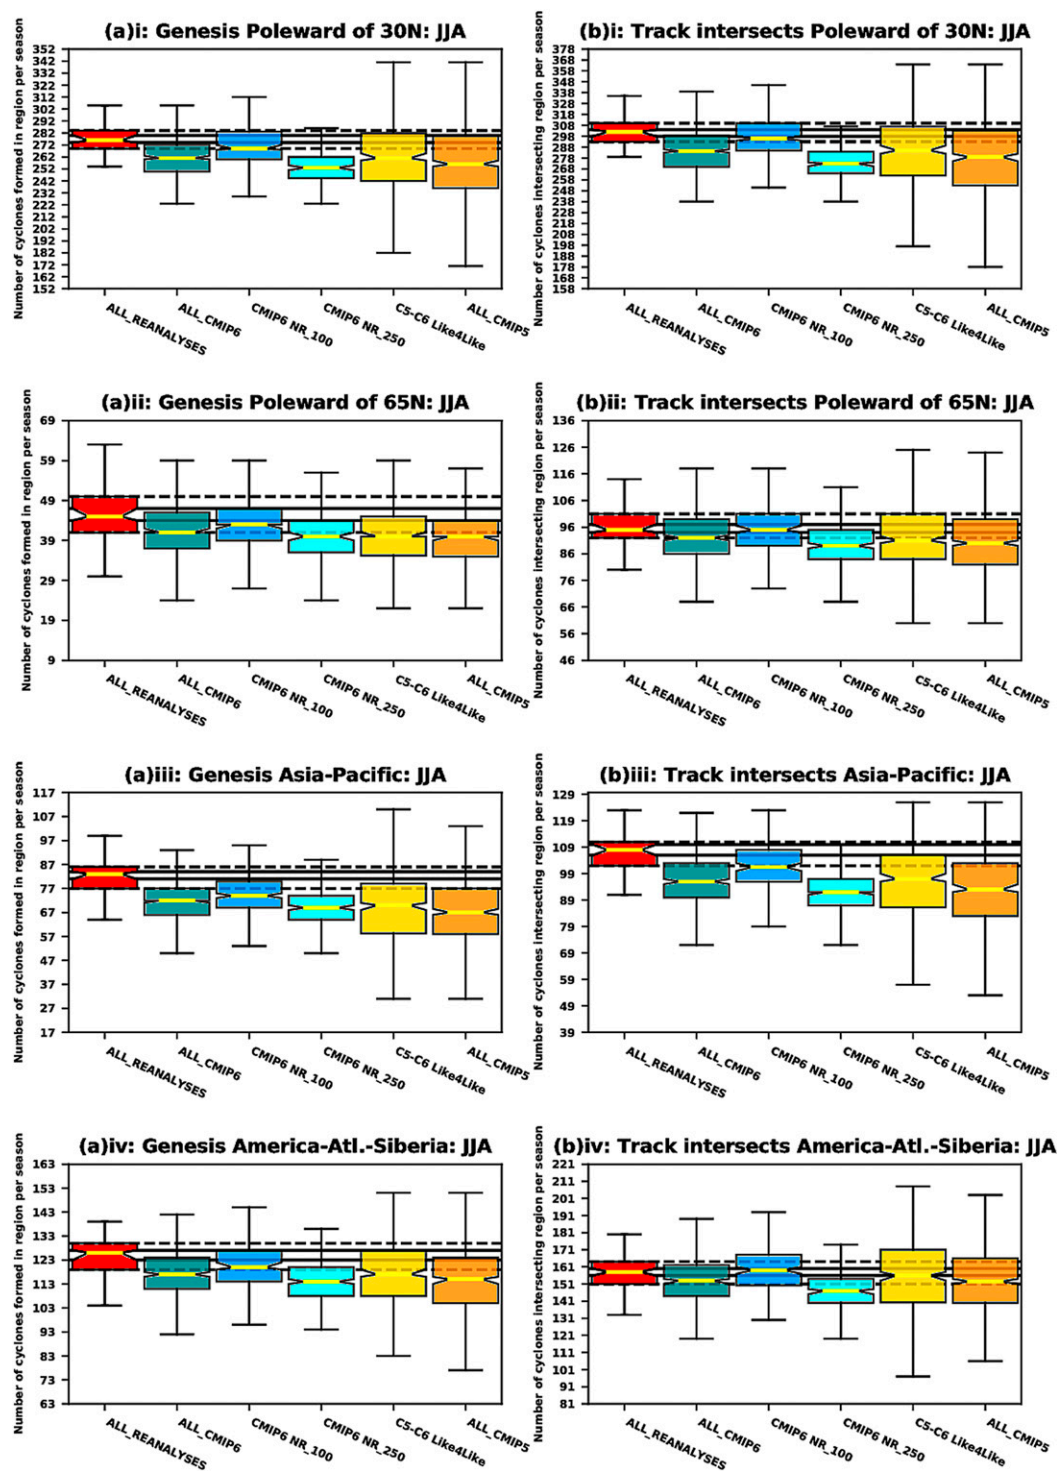 (a)i: Genesis Poleward of 30N: JJA
Number of cyclones formed in region per season
352
342
332
322
312
302
292
282
272
262
252
242
232
222
212
202
192
182
172
162
152
ALL_REANALYSES
ALL_CMIP6
CMIP6 NR_100
CMIP6 NR_250
C5-C6 Like4Like
ALL_CMIP5
(b)i: Track intersects Poleward of 30N: JJA
Number of cyclones intersecting region per season
378
368
358
348
338
328
318
308
298
288
278
268
258
248
238
228
218
208
198
188
178
168
158
ALL_REANALYSES
ALL_CMIP6
CMIP6 NR_100
CMIP6 NR_250
C5-C6 Like4Like
ALL_CMIP5
(a)ii: Genesis Poleward of 65N: JJA
Number of cyclones formed in region per season
69
59
49
39
29
19
9
ALL_REANALYSES
ALL_CMIP6
CMIP6 NR_100
CMIP6 NR_250
C5-C6 Like4Like
ALL_CMIP5
(b)ii: Track intersects Poleward of 65N: JJA
Number of cyclones intersecting region per season
136
126
116
106
96
86
76
66
56
46
ALL_REANALYSES
ALL_CMIP6
CMIP6 NR_100
CMIP6 NR_250
C5-C6 Like4Like
ALL_CMIP5
(a)iii: Genesis Asia-Pacific: JJA
Number of cyclones formed in region per season
117
107
97
87
77
67
57
47
37
27
17
ALL_REANALYSES
ALL_CMIP6
CMIP6 NR_100
CMIP6 NR_250
C5-C6 Like4Like
ALL_CMIP5
(b)iii: Track intersects Asia-Pacific: JJA
Number of cyclones intersecting region per season
129
119
109
99
89
79
69
59
49
39
ALL_REANALYSES
ALL_CMIP6
CMIP6 NR_100
CMIP6 NR_250
C5-C6 Like4Like
ALL_CMIP5
(a)iv: Genesis America-Atl.-Siberia: JJA
Number of cyclones formed in region per season
163
153
143
133
123
113
103
93
83
73
63
ALL_REANALYSES
ALL_CMIP6
CMIP6 NR_100
CMIP6 NR_250
C5-C6 Like4Like
ALL_CMIP5
(b)iv: Track intersects America-Atl.-Siberia: JJA
Number of cyclones intersecting region per season
221
211
201
191
181
171
161
151
141
131
121
111
101
91
81
ALL_REANALYSES
ALL_CMIP6
CMIP6 NR_100
CMIP6 NR_250
C5-C6 Like4Like
ALL_CMIP5